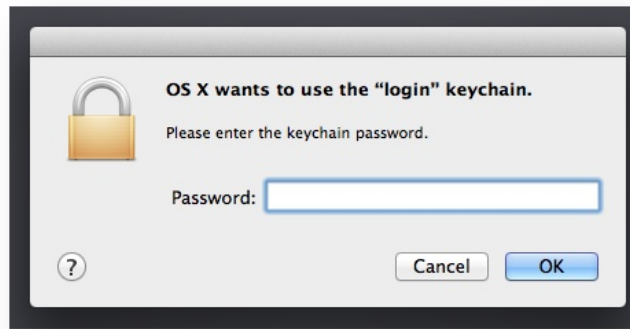 OS X wants to use the “login” keychain.
Please enter the keychain password.
Password:
?
Cancel
OK